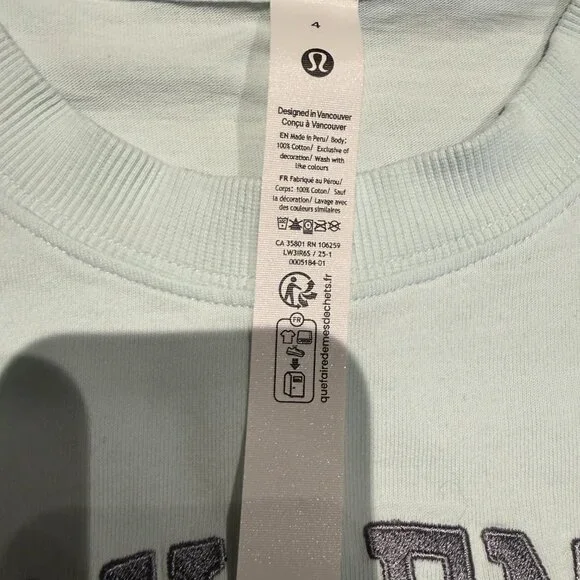 4
Designed in Vancouver
Conçu à Vancouver
EN Made in Peru/ Body:
100% Cotton/ Exclusive of
decoration/ Wash with
like colours
FR Fabriqué au Pérou/
Corps: 100% Coton/ Sauf
la décoration/ Lavage avec
des couleurs similaires
CA 35801 RN 106259
LW3IR6S / 25-1
0005184-01
FR
quefairedemesdechets.fr